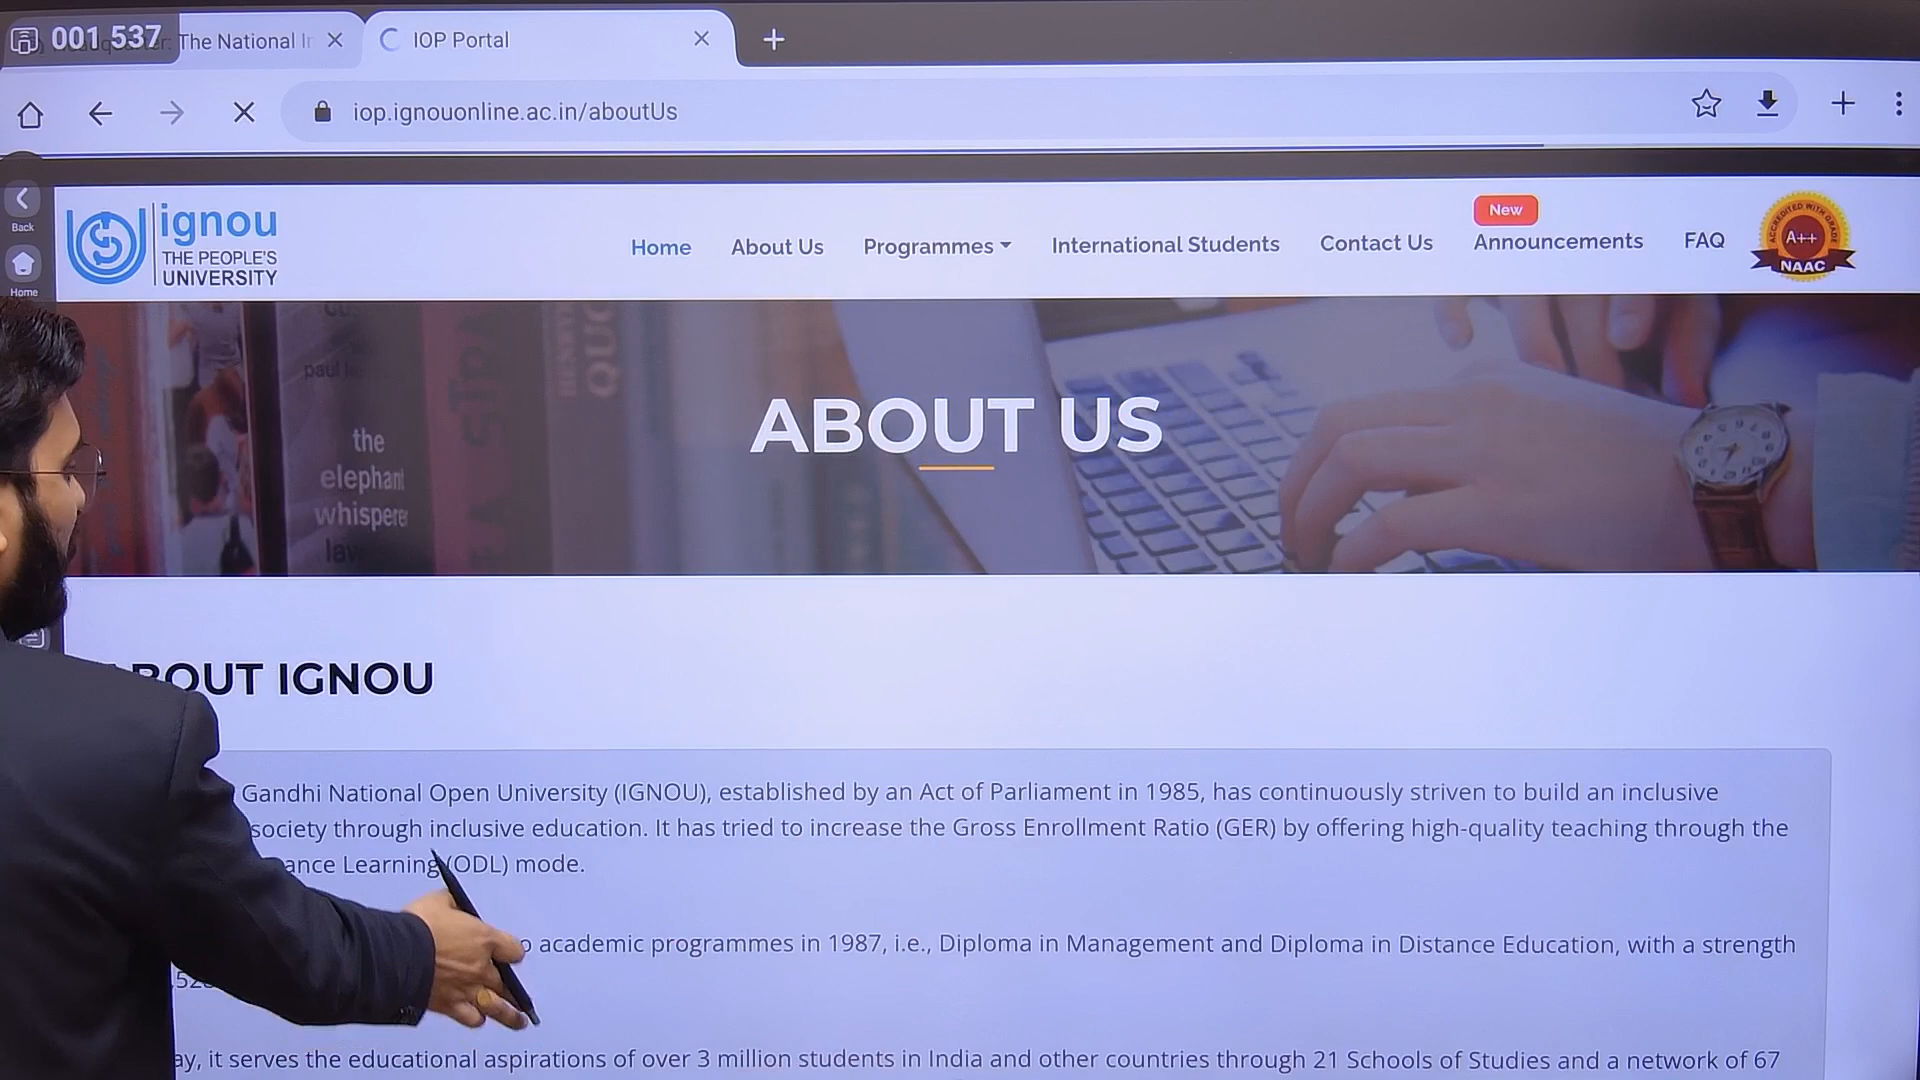 001 537
The National
IOP Portal
iop.ignouonline.ac.in/aboutUs
Back
Home
ignou
THE PEOPLE'S
UNIVERSITY
Home
About Us
Programmes
International Students
Contact Us
New
Announcements
FAQ
ACCREDITED WITH GRADE
A++
NAAC
paul
the
elephant
whisperer
ABOUT US
ABOUT IGNOU
Gandhi National Open University (IGNOU), established by an Act of Parliament in 1985, has continuously striven to build an inclusive
society through inclusive education. It has tried to increase the Gross Enrollment Ratio (GER) by offering high-quality teaching through the
ance Learning (ODL) mode.
o academic programmes in 1987, i.e., Diploma in Management and Diploma in Distance Education, with a strength
ay, it serves the educational aspirations of over 3 million students in India and other countries through 21 Schools of Studies and a network of 67